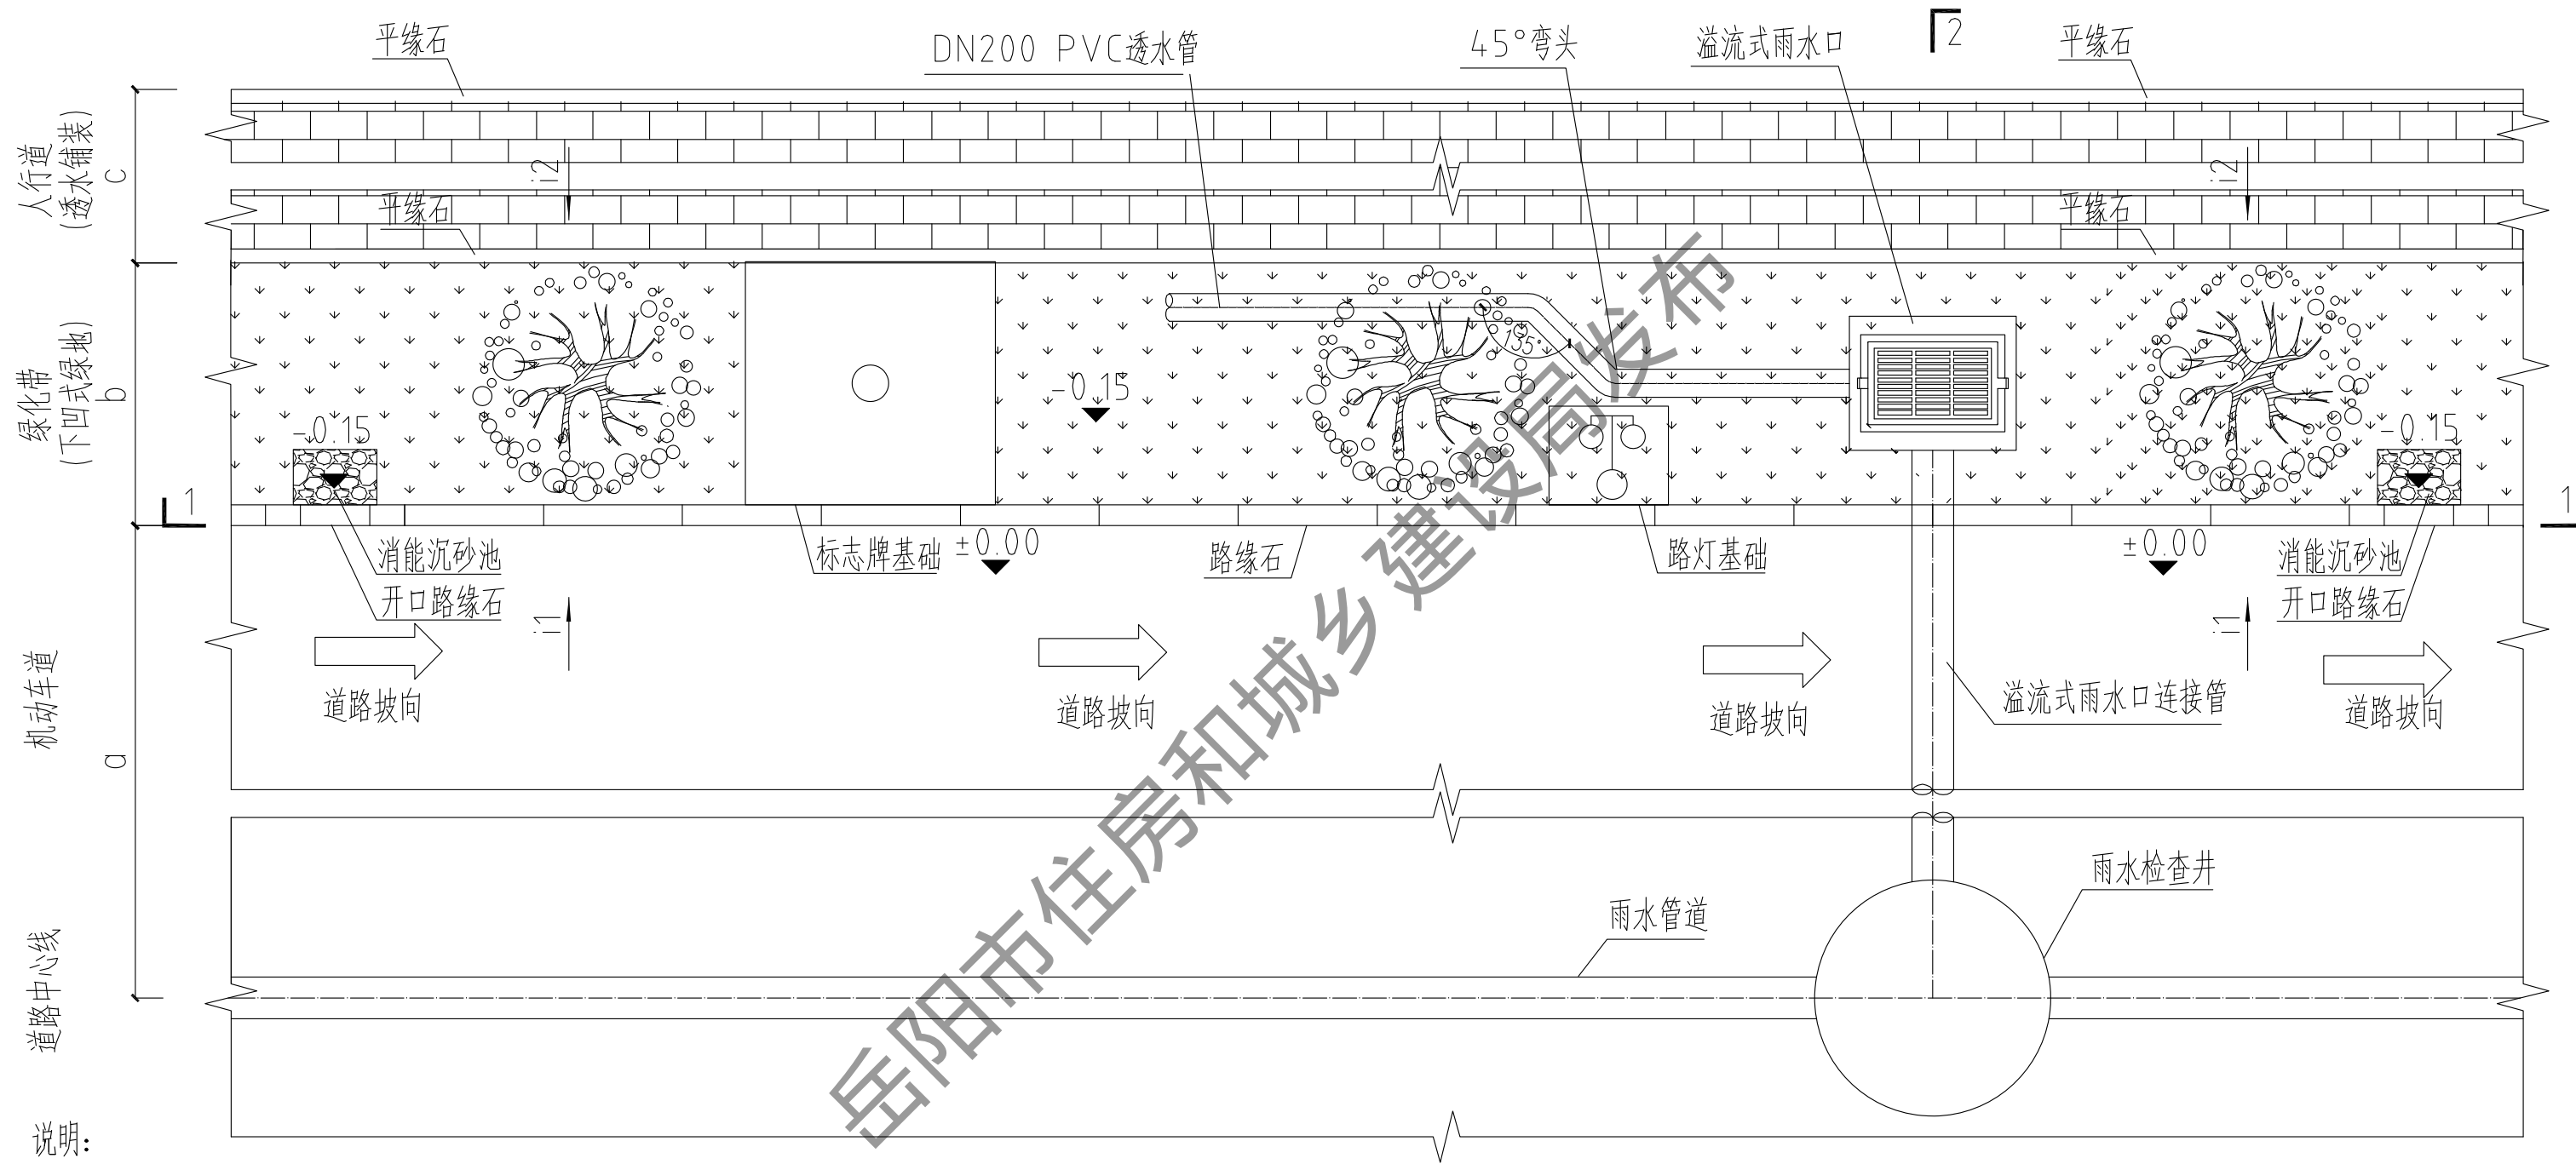 平缘石
DN200 PVC透水管
45°弯头
溢流式雨水口
2
平缘石
人行道
(透水铺装)
c
i2
i2
平缘石
平缘石
绿化带
(下凹式绿地)
b
135°
-0.15
-0.15
-0.15
1
1
消能沉砂池
开口路缘石
标志牌基础
±0.00
路缘石
路灯基础
±0.00
消能沉砂池
开口路缘石
i1
i1
机动车道
a
道路坡向
道路坡向
道路坡向
溢流式雨水口连接管
道路坡向
雨水检查井
雨水管道
道路中心线
说明:
岳阳市住房和城乡建设局发布